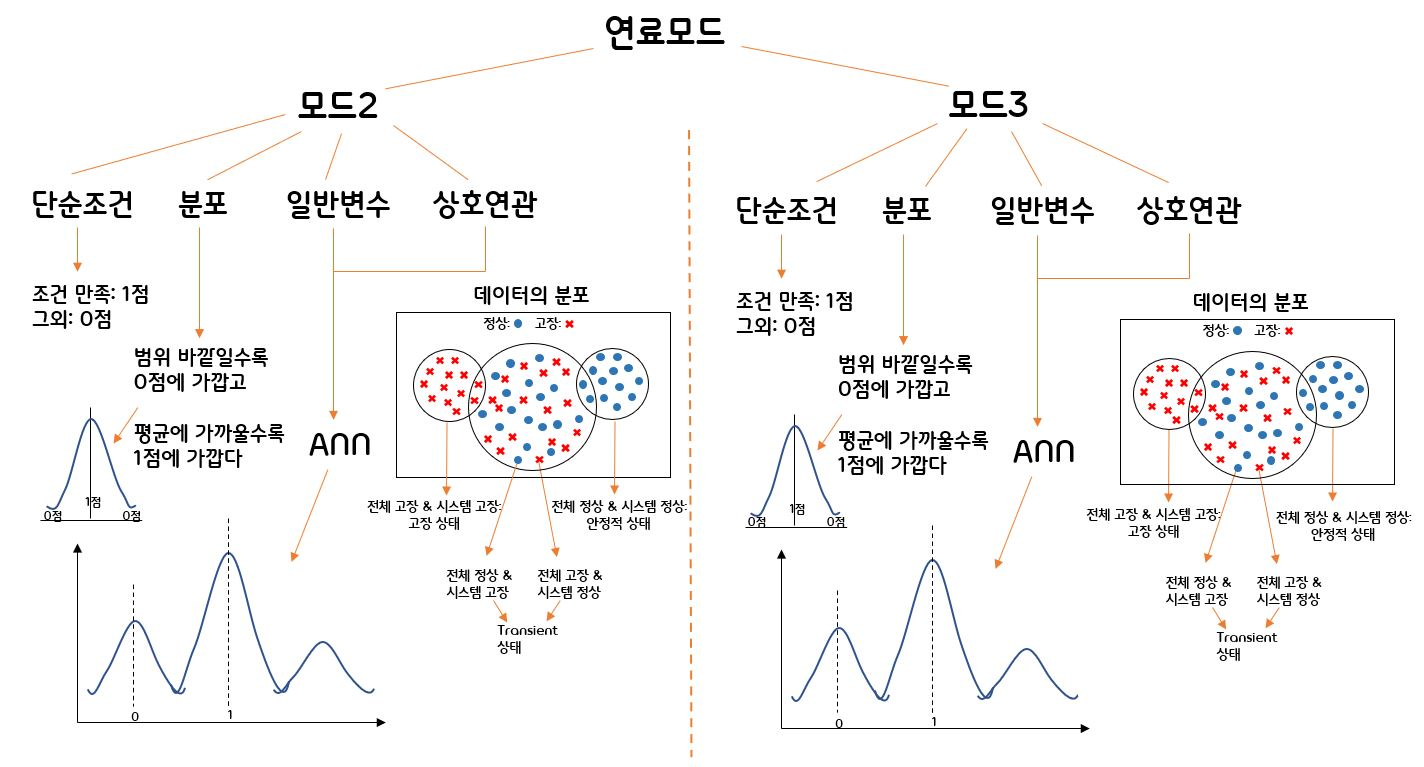 연료모드
모드2
단순조건
분포
일반변수
상호연관
조건 만족: 1점
그외: 0점
범위 바깥일수록
0점에 가깝고
평균에 가까울수록
1점에 가깝다
0점
1점
0점
ANN
0
1
데이터의 분포
정상:
고장:
전체 고장 & 시스템 고장:
고장 상태
전체 정상 & 시스템 정상:
안정적 상태
전체 정상 &
시스템 고장
전체 고장 &
시스템 정상
Transient
상태
모드3
단순조건
분포
일반변수
상호연관
조건 만족: 1점
그외: 0점
범위 바깥일수록
0점에 가깝고
평균에 가까울수록
1점에 가깝다
0점
1점
0점
ANN
0
1
데이터의 분포
정상:
고장:
전체 고장 & 시스템 고장:
고장 상태
전체 정상 & 시스템 정상:
안정적 상태
전체 정상 &
시스템 고장
전체 고장 &
시스템 정상
Transient
상태